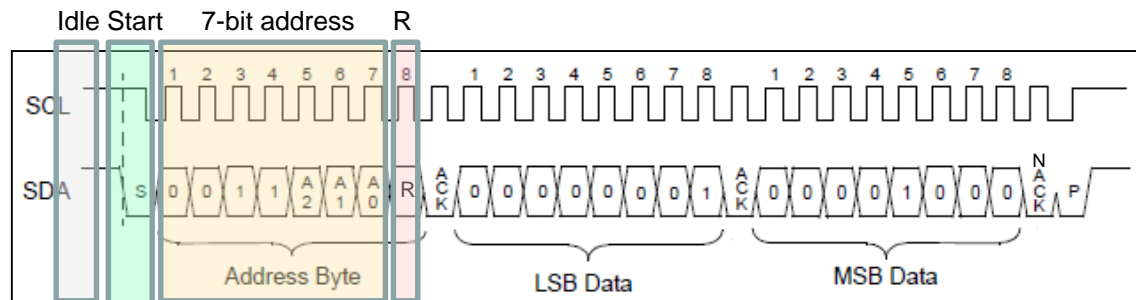 Idle Start 7-bit address R
1 2 3 4 5 6 7 8 1 2 3 4 5 6 7 8 1 2 3 4 5 6 7 8
SCL
SDA S 0 0 1 1 A2 A1 A0 R ACK 0 0 0 0 0 0 0 1 ACK 0 0 0 0 1 0 0 0 NACK P
Address Byte LSB Data MSB Data